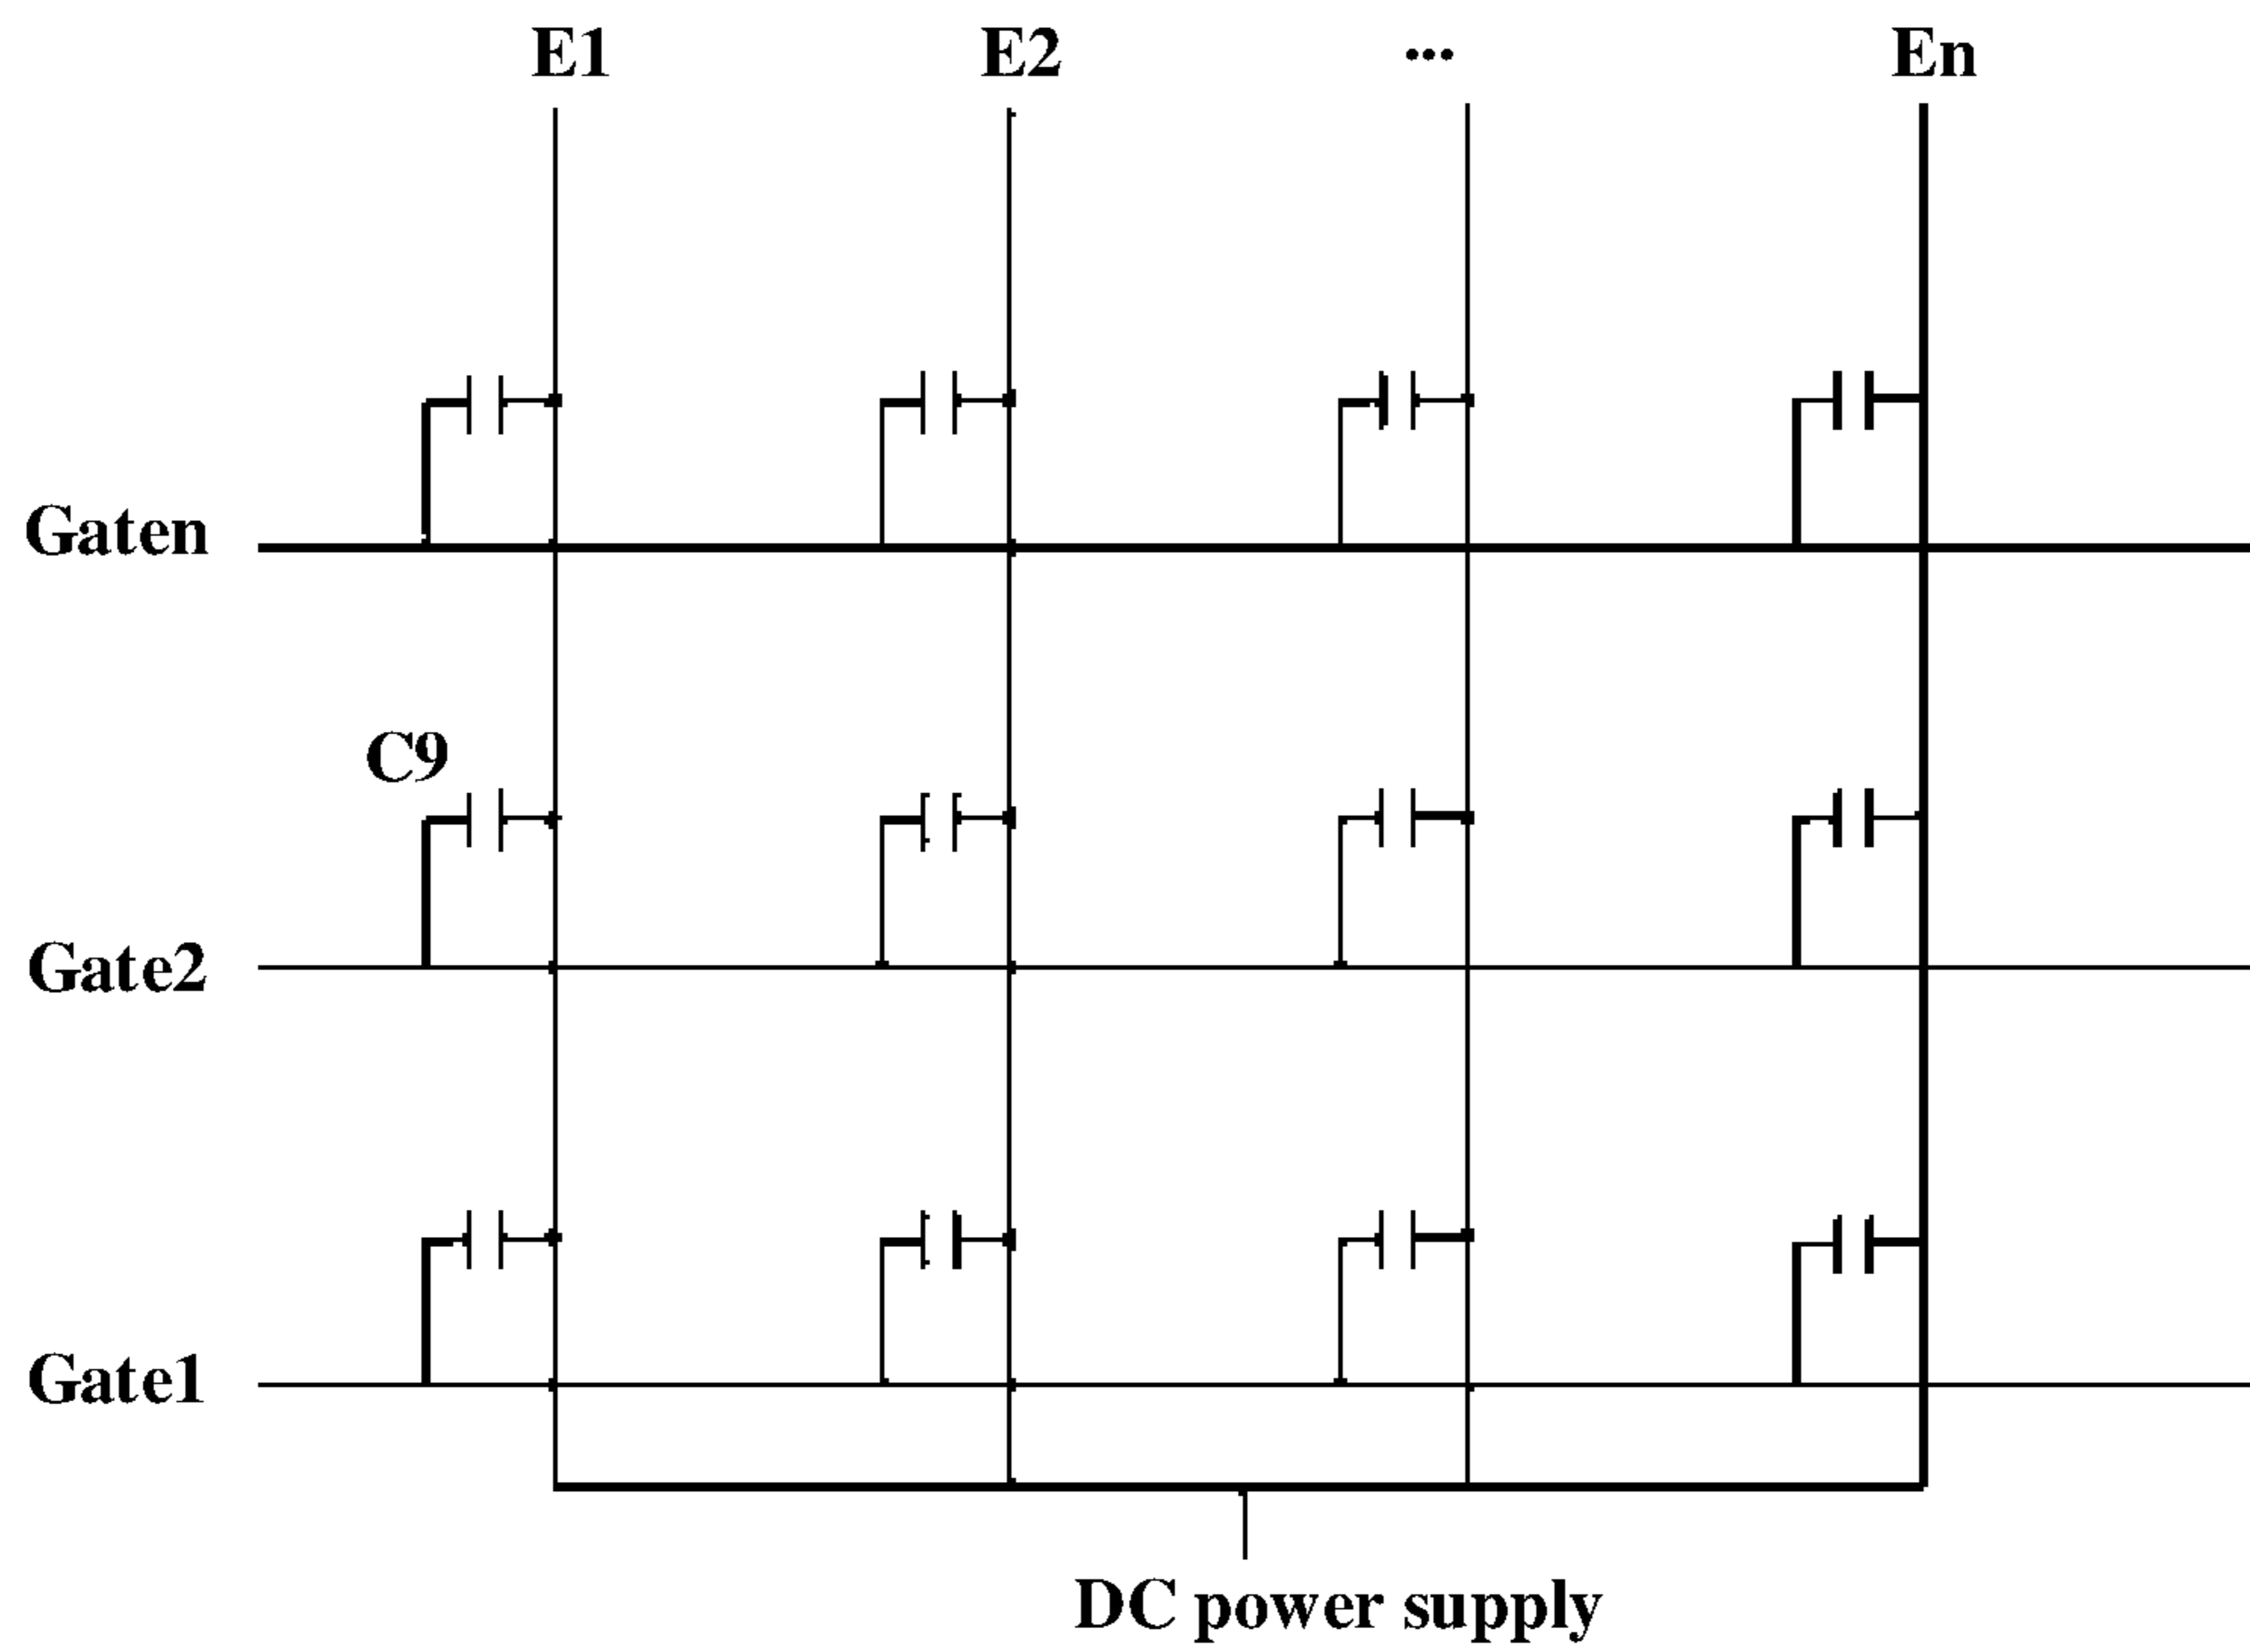 E1 E2 ... En
Gaten
C9
Gate2
Gate1
DC power supply